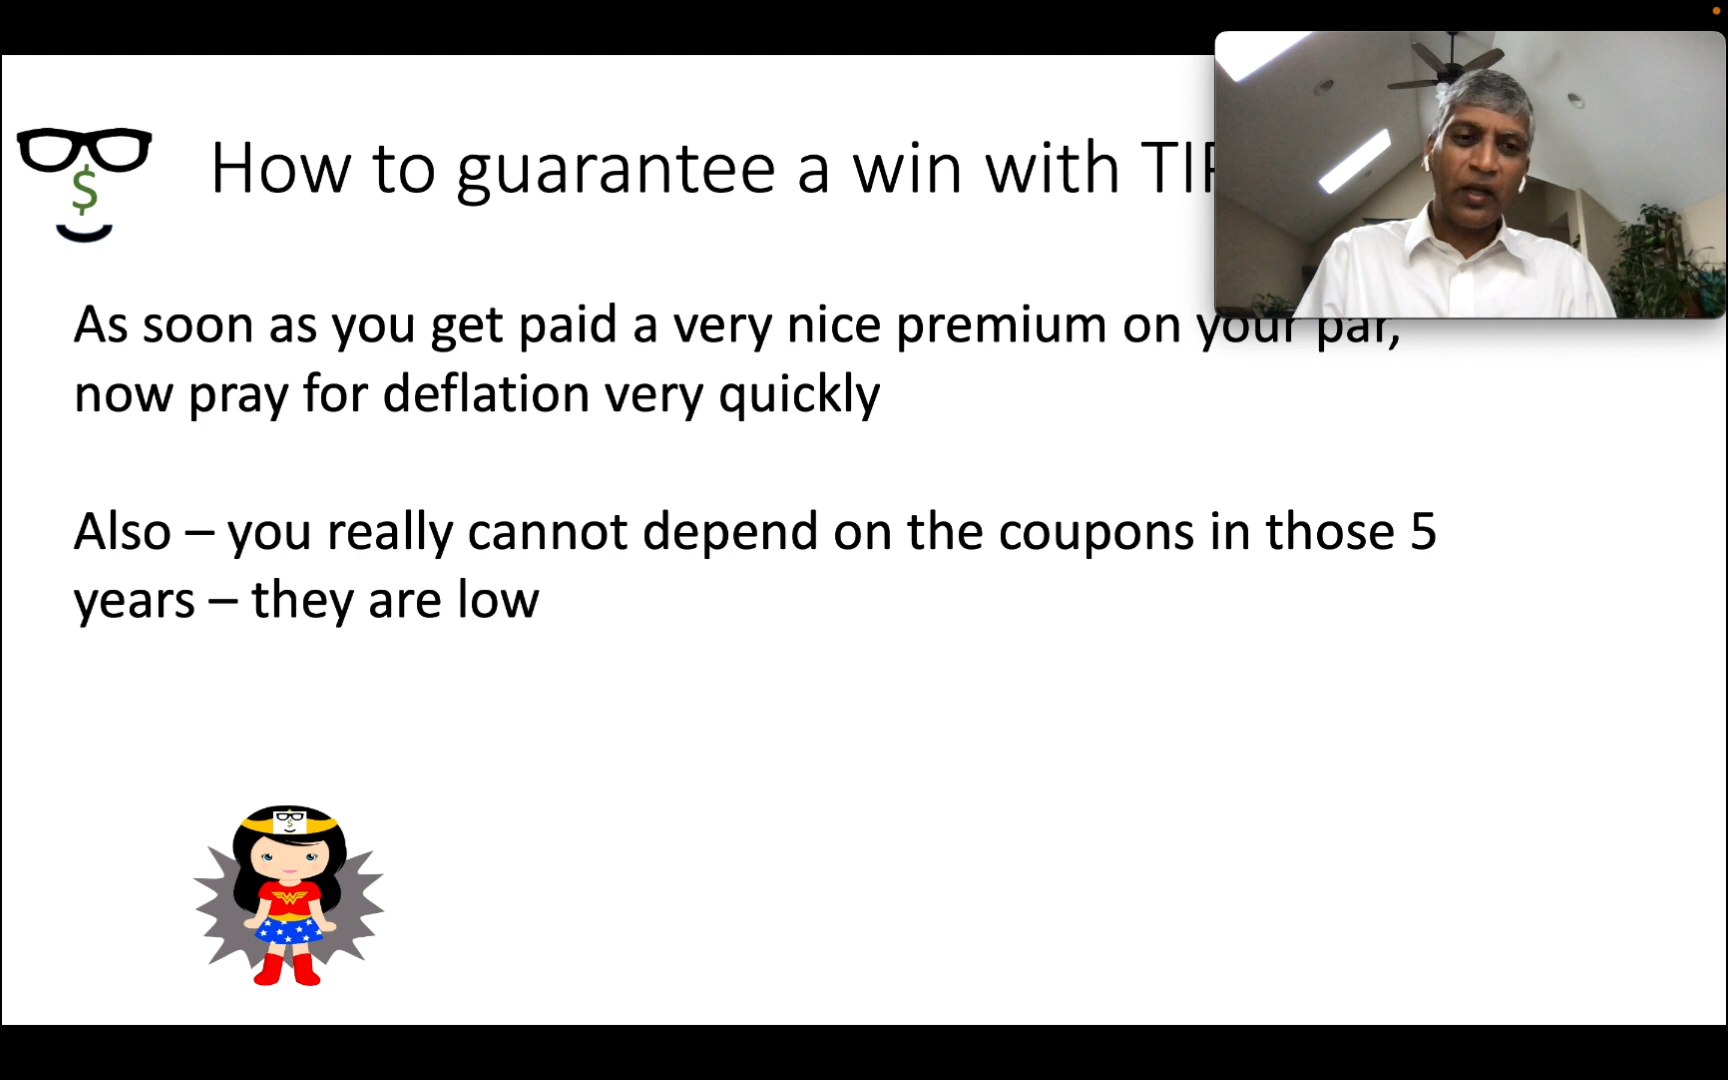 How to guarantee a win with
As soon as you get paid a very nice premium on your par,
now pray for deflation very quickly
Also – you really cannot depend on the coupons in those 5
years – they are low
$